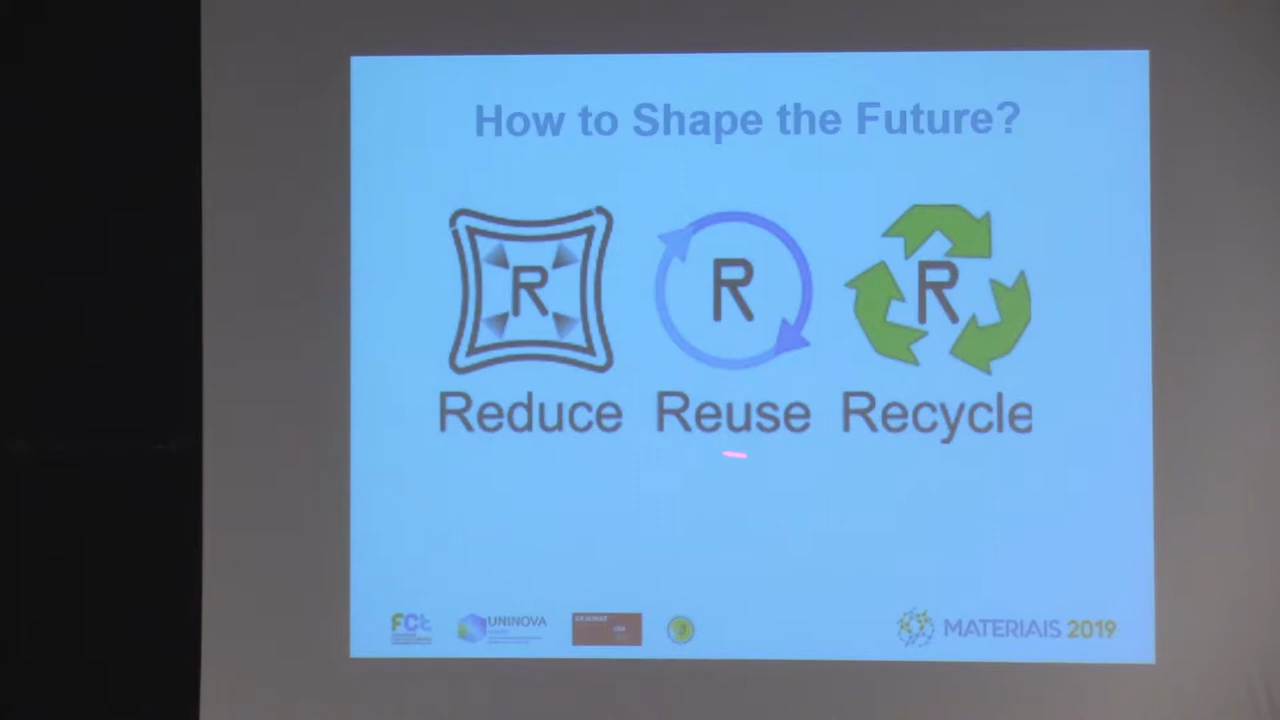 How to Shape the Future?
R
R
R
Reduce
Reuse
Recycle
FCt
UNINOVA
MATERIAIS 2019